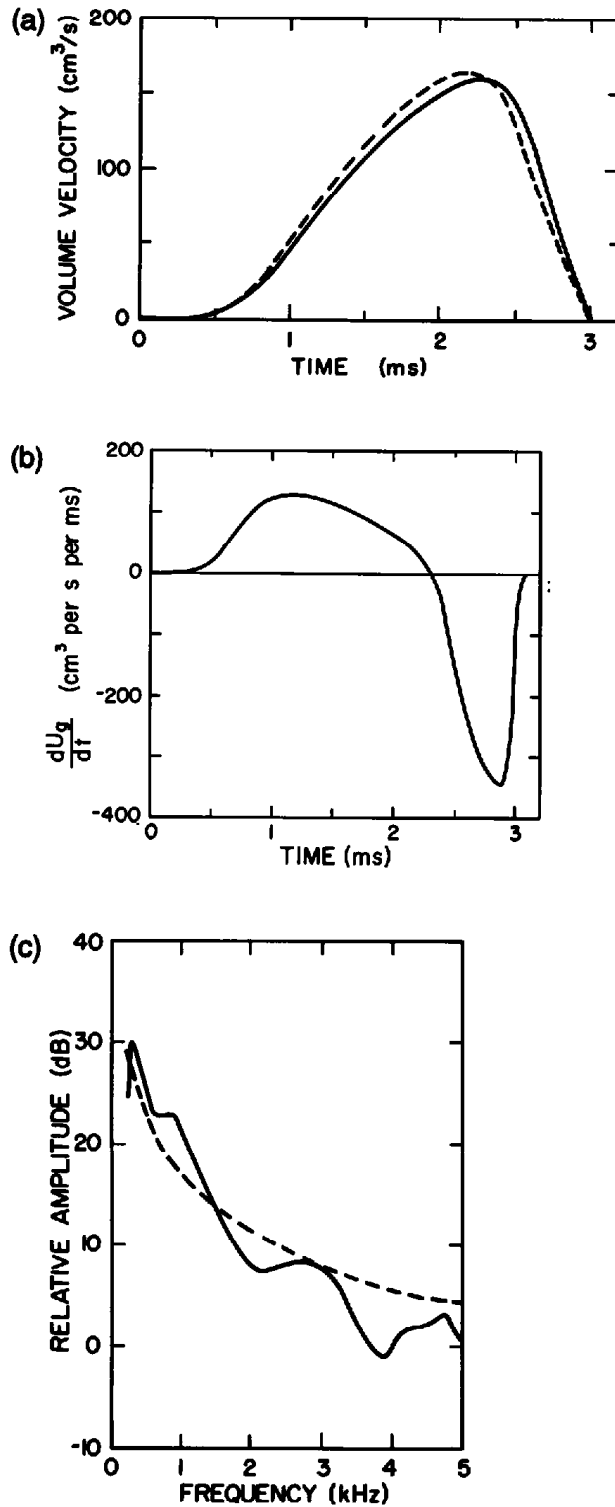 (a)
VOLUME VELOCITY (cm³/s)
200
100
0
0 1 2 3
TIME (ms)
(b)
dUg/dt (cm³ per s per ms)
200
0
-200
-400
0 1 2 3
TIME (ms)
(c)
RELATIVE AMPLITUDE (dB)
40
30
20
10
0
-10
0 1 2 3 4 5
FREQUENCY (kHz)